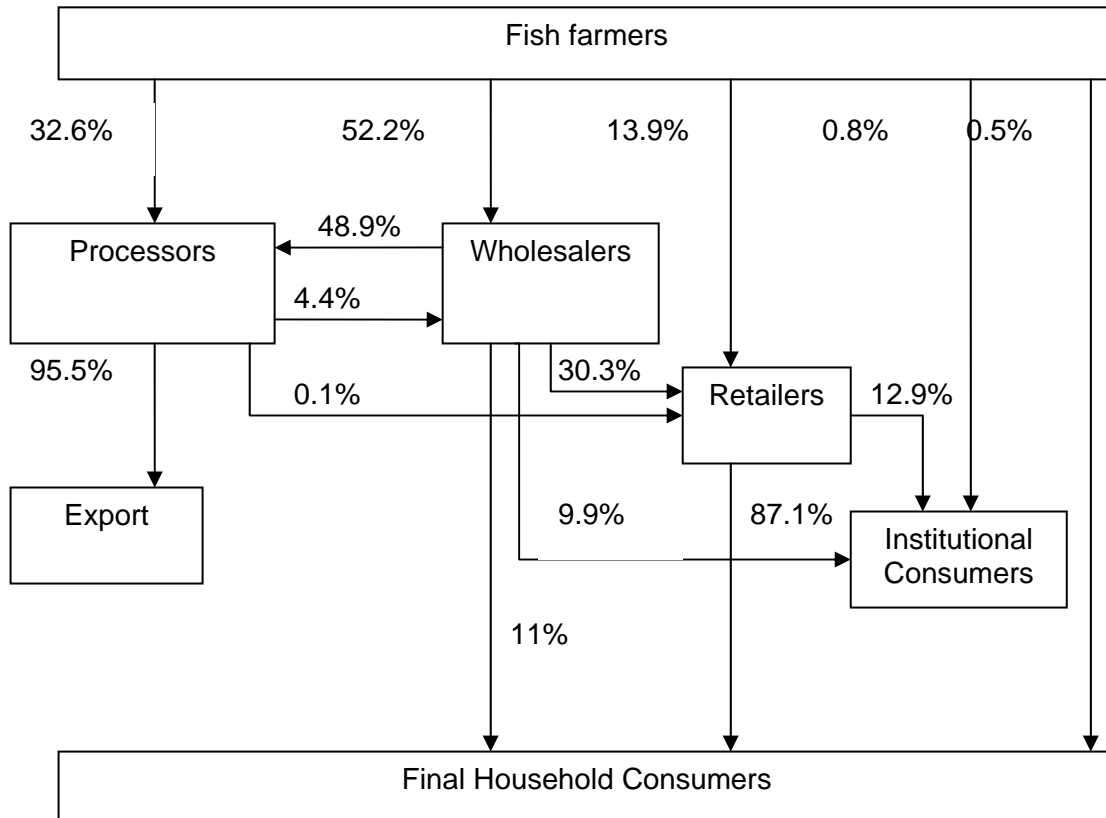 Fish farmers
32.6%
52.2%
13.9%
0.8%
0.5%
48.9%
Processors
Wholesalers
4.4%
95.5%
30.3%
0.1%
Retailers
12.9%
Export
9.9%
87.1%
Institutional
Consumers
11%
Final Household Consumers